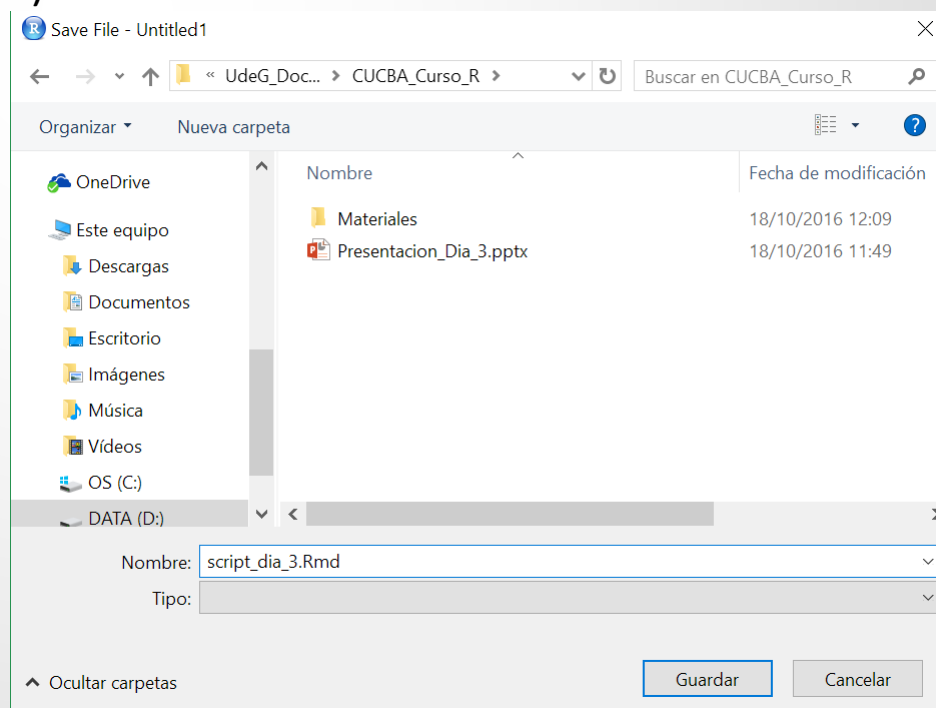 R Save File - Untitled1
« UdeG_Doc... > CUCBA_Curso_R >
Buscar en CUCBA_Curso_R
Organizar
Nueva carpeta
?
OneDrive
Este equipo
Descargas
Documentos
Escritorio
Imágenes
Música
Vídeos
OS (C:)
DATA (D:)
Nombre
Fecha de modificación
Materiales
18/10/2016 12:09
Presentacion_Dia_3.pptx
18/10/2016 11:49
Nombre: script_dia_3.Rmd
Tipo:
Ocultar carpetas
Guardar
Cancelar